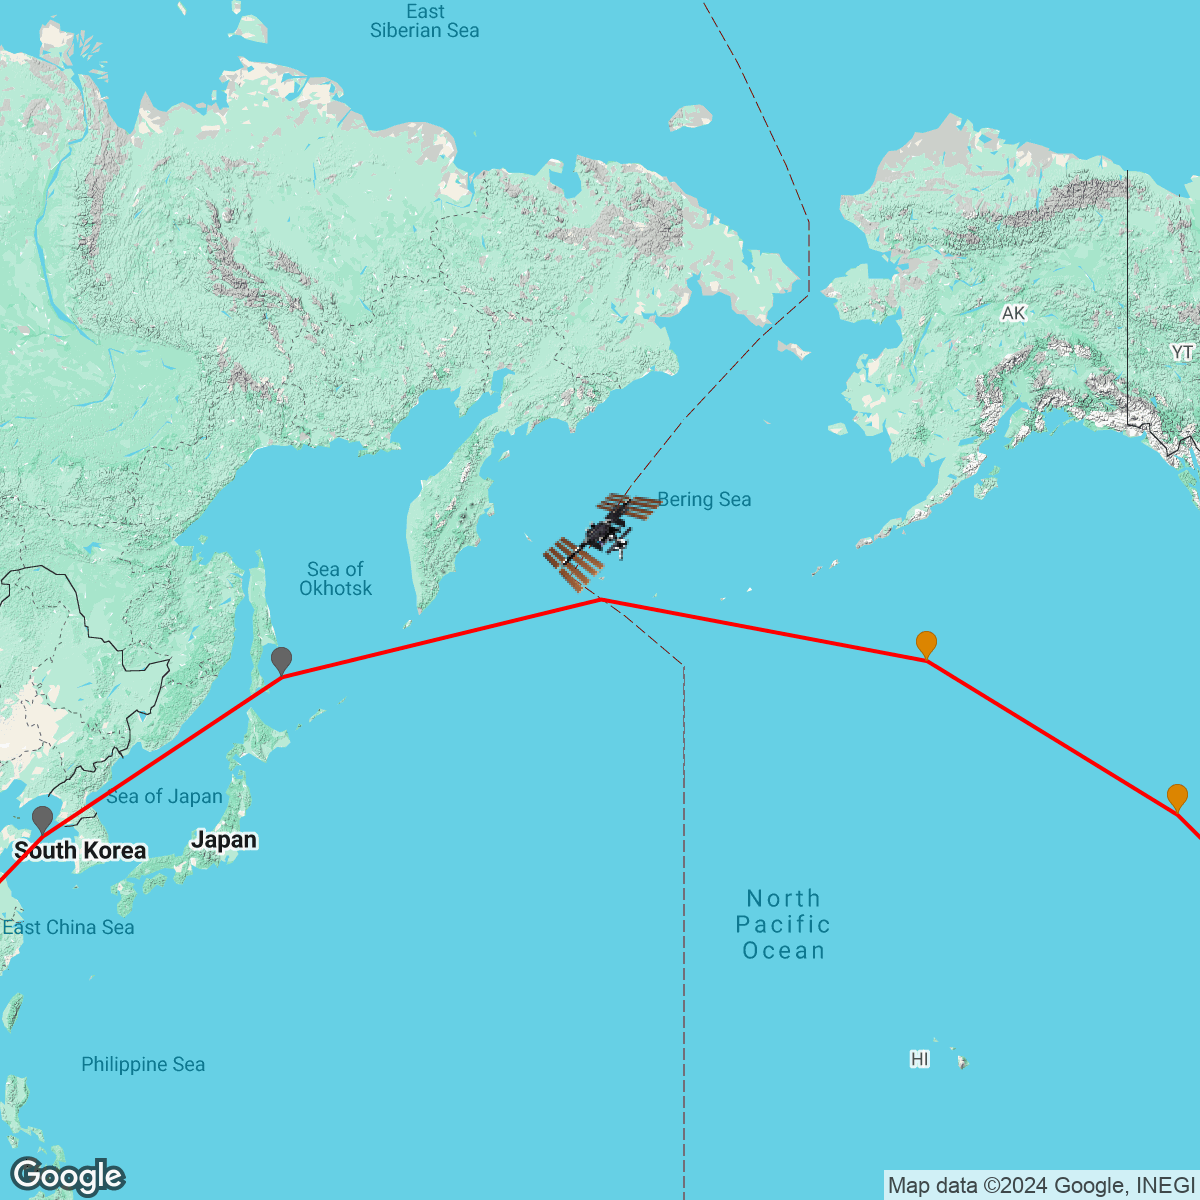 East
Siberian Sea
AK
YT
Bering Sea
Sea of
Okhotsk
Sea of Japan
South Korea
Japan
East China Sea
North
Pacific
Ocean
HI
Philippine Sea
Google
Map data ©2024 Google, INEGI